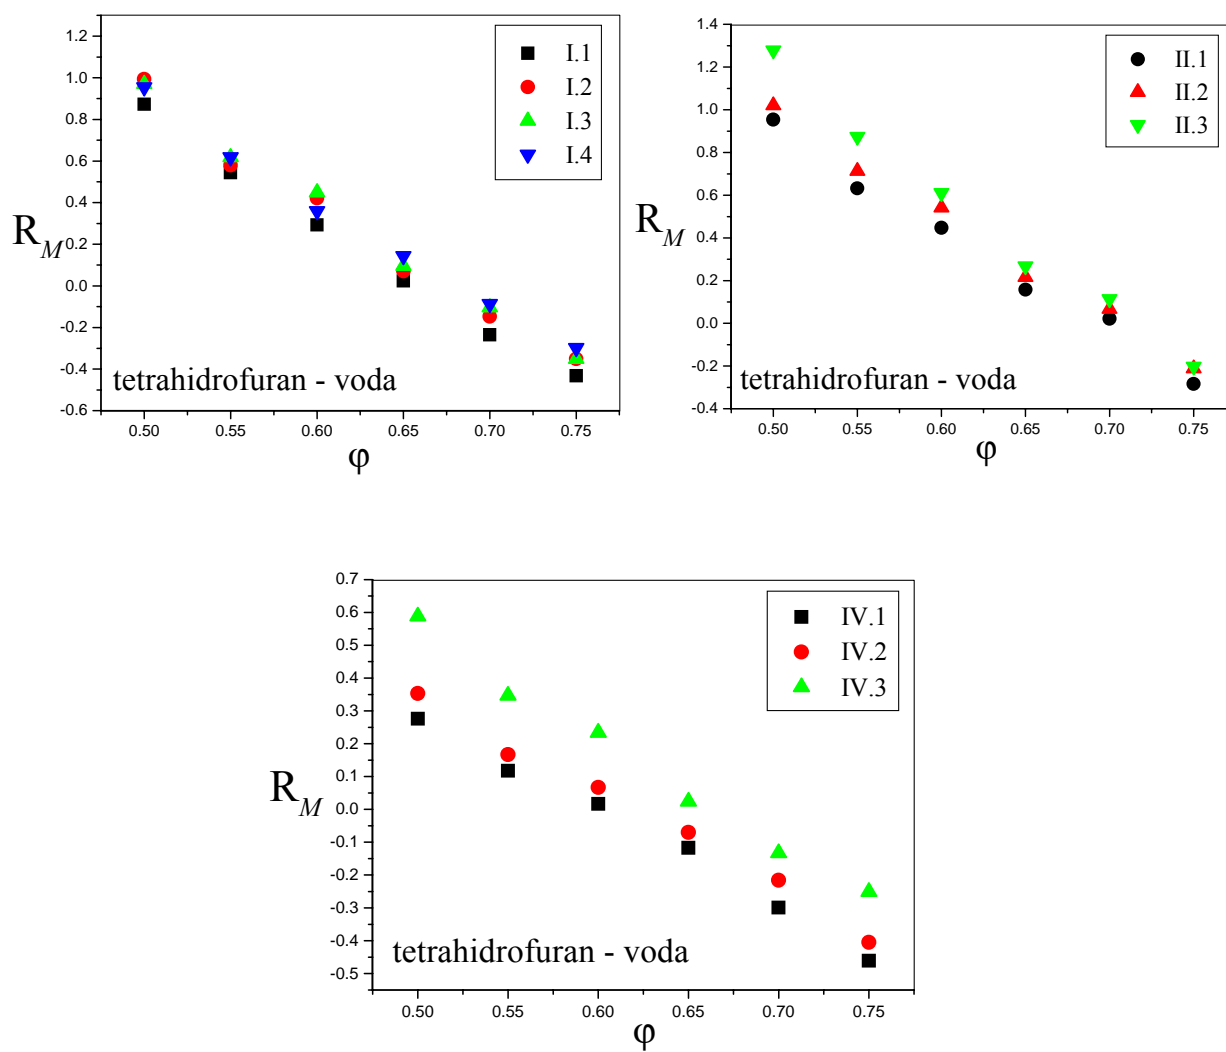 1.2
1.0
0.8
0.6
0.4
0.2
0.0
-0.2
-0.4
-0.6
R_M
I.1
I.2
I.3
I.4
tetrahidrofuran - voda
0.50 0.55 0.60 0.65 0.70 0.75
φ
1.4
1.2
1.0
0.8
0.6
0.4
0.2
0.0
-0.2
-0.4
R_M
II.1
II.2
II.3
tetrahidrofuran - voda
0.50 0.55 0.60 0.65 0.70 0.75
φ
0.7
0.6
0.5
0.4
0.3
0.2
0.1
0.0
-0.1
-0.2
-0.3
-0.4
-0.5
R_M
IV.1
IV.2
IV.3
tetrahidrofuran - voda
0.50 0.55 0.60 0.65 0.70 0.75
φ